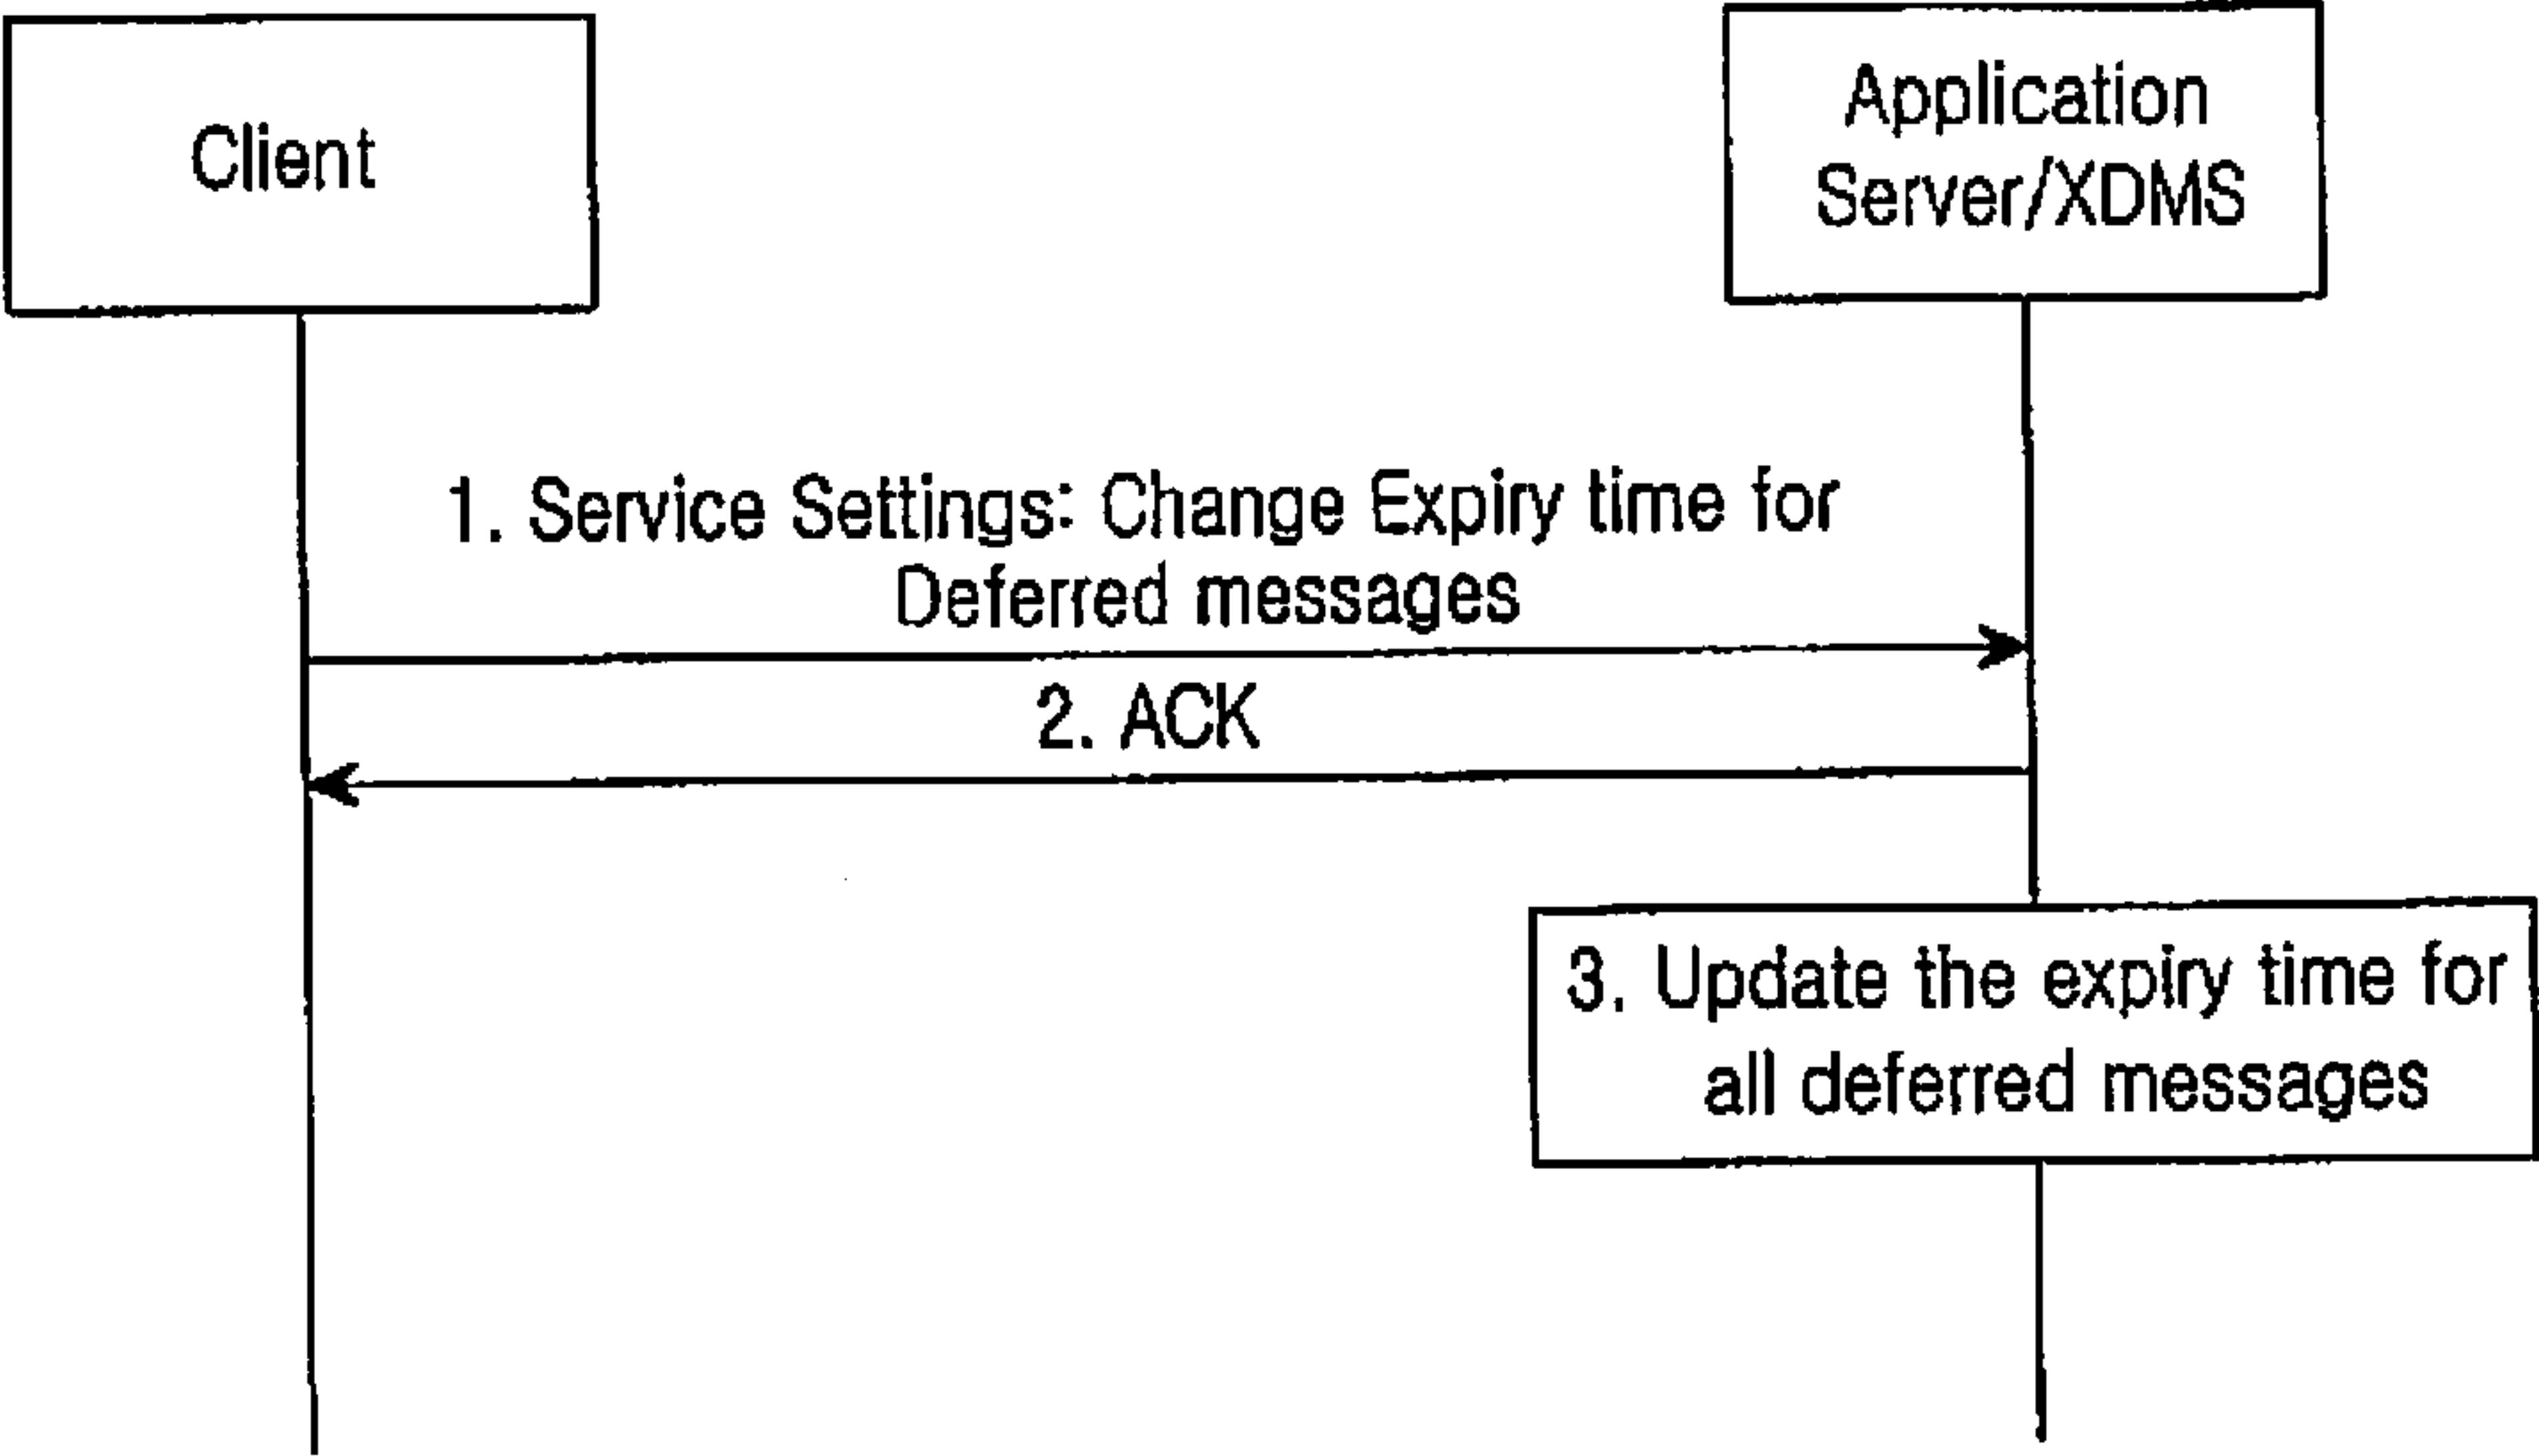 Client
Application
Server/XDMS
1. Service Settings: Change Expiry time for
Deferred messages
2. ACK
3. Update the expiry time for
all deferred messages